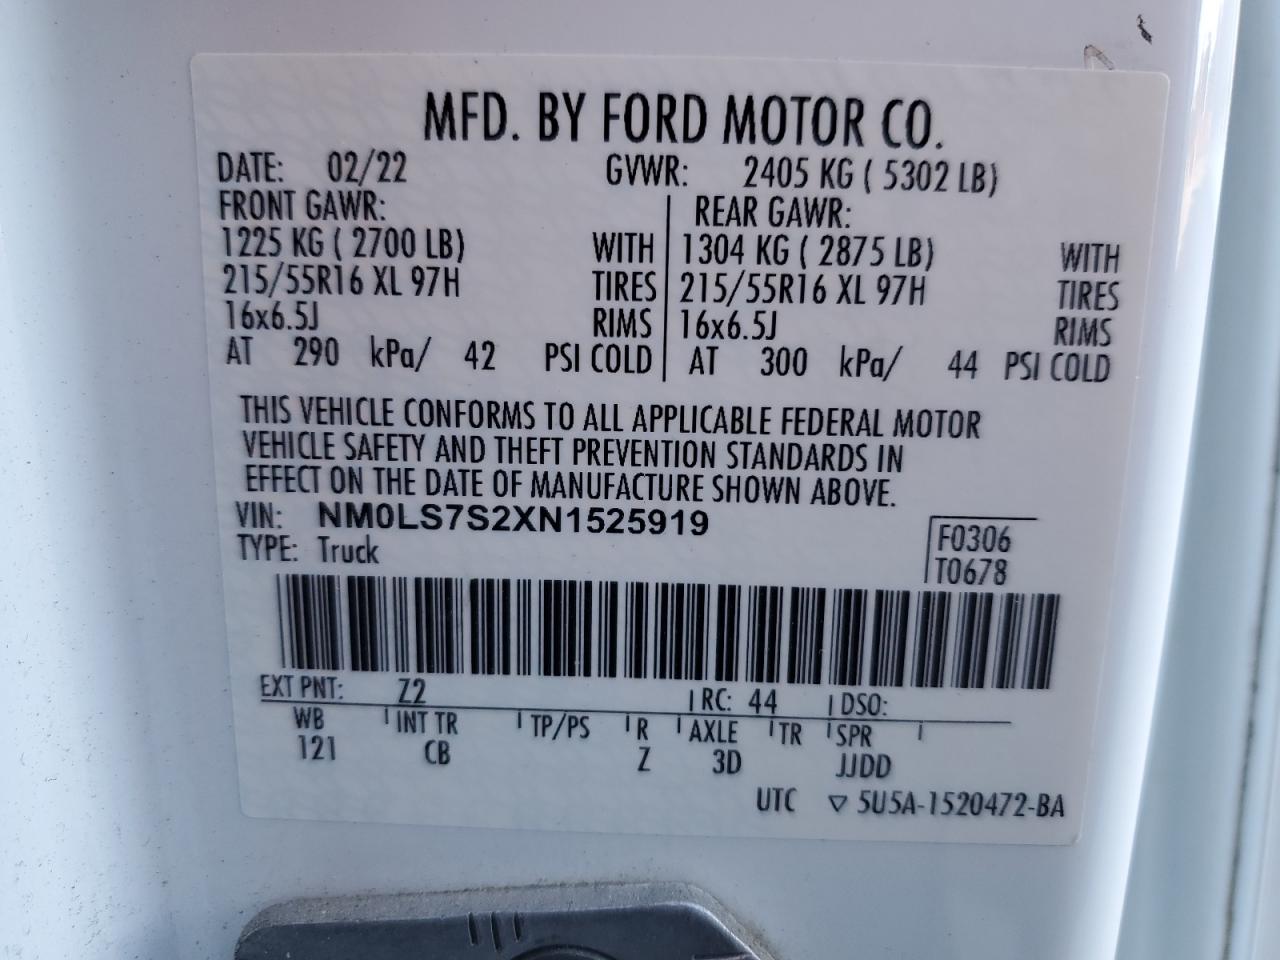 MFD. BY FORD MOTOR CO.
DATE: 02/22 GVWR: 2405 KG ( 5302 LB)
FRONT GAWR: REAR GAWR:
1225 KG ( 2700 LB) WITH 1304 KG ( 2875 LB) WITH
215/55R16 XL 97H TIRES 215/55R16 XL 97H TIRES
16x6.5J RIMS 16x6.5J RIMS
AT 290 kPa/ 42 PSI COLD AT 300 kPa/ 44 PSI COLD
THIS VEHICLE CONFORMS TO ALL APPLICABLE FEDERAL MOTOR
VEHICLE SAFETY AND THEFT PREVENTION STANDARDS IN
EFFECT ON THE DATE OF MANUFACTURE SHOWN ABOVE.
VIN: NM0LS7S2XN1525919
TYPE: Truck
F0306
T0678
EXT PNT: Z2 RC: 44 DSO:
WB INT TR TP/PS R AXLE TR SPR
121 CB Z 3D JJDD
UTC ▽ 5U5A-1520472-BA